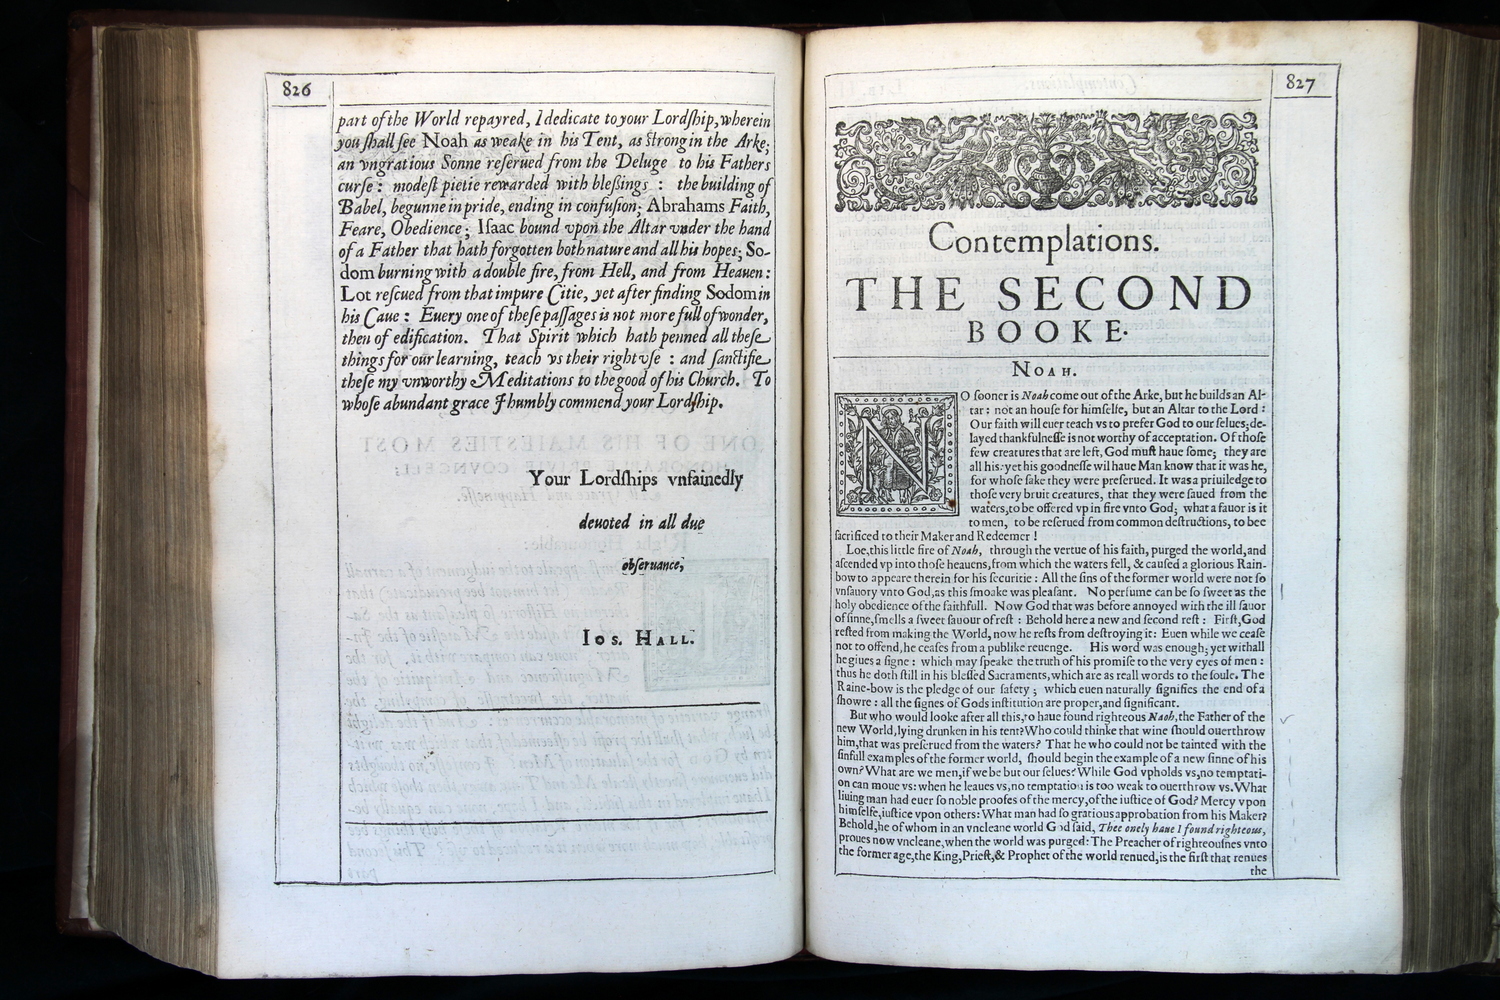 826
part of the World repayred, I dedicate to your Lordſhip, wherein
you ſhall ſee Noah as weake in his Tent, as ſtrong in the Arke;
an vngratious Sonne reſerued from the Deluge to his Fathers
curſe: modeſt pietie rewarded with bleſsings : the building of
Babel, begunne in pride, ending in confuſion; Abrahams Faith,
Feare, Obedience; Iſaac bound vpon the Altar vnder the hand
of a Father that hath forgotten both nature and all his hopes; So-
dom burning with a double fire, from Hell, and from Heauen:
Lot reſcued from that impure Citie, yet after finding Sodom in
his Caue : Euery one of theſe paſſages is not more full of wonder,
then of edification. That Spirit which hath penned all theſe
things for our learning, teach vs their right vſe : and ſanctifie
theſe my vnworthy Meditations to the good of his Church. To
whoſe abundant grace I humbly commend your Lordſhip.
Your Lordſhips vnfainedly
deuoted in all due
obſeruance,
Ios. Hall.
827
Contemplations.
THE SECOND
BOOKE.
Noah.
NO ſooner is Noah come out of the Arke, but he builds an Al-
tar: not an houſe for himſelfe, but an Altar to the Lord :
Our faith will euer teach vs to prefer God to our ſelues; de-
layed thankfulneſſe is not worthy of acceptation. Of thoſe
few creatures that are left, God muſt haue ſome; they are
all his: yet his goodneſſe wil haue Man know that it was he,
for whoſe ſake they were preſerued. It was a priuiledge to
thoſe very bruit creatures, that they were ſaued from the
waters, to be offered vp in fire vnto God; what a fauor is it
to men, to be reſerued from common deſtructions, to bee
ſacrificed to their Maker and Redeemer !
Loe, this little fire of Noah, through the vertue of his faith, purged the world, and
aſcended vp into thoſe heauens, from which the waters fell, & cauſed a glorious Rain-
bow to appeare therein for his ſecuritie : All the ſins of the former world were not ſo
vnſauory vnto God, as this ſmoake was pleaſant. No perfume can be ſo ſweet as the
holy obedience of the faithfull. Now God that was before annoyed with the ill ſauor
of ſinne, ſmells a ſweet ſauour of reſt : Behold here a new and ſecond reſt : Firſt, God
reſted from making the World, now he reſts from deſtroying it : Euen while we ceaſe
not to offend, he ceaſes from a publike reuenge. His word was enough; yet withall
he giues a ſigne : which may ſpeake the truth of his promiſe to the very eyes of men :
thus he doth ſtill in his bleſſed Sacraments, which are as reall words to the ſoule. The
Raine-bow is the pledge of our ſafety ; which euen naturally ſignifies the end of a
ſhowre : all the ſignes of Gods inſtitution are proper, and ſignificant.
But who would looke after all this, to haue found righteous Naoh, the Father of the
new World, lying drunken in his tent? Who could thinke that wine ſhould ouerthrow
him, that was preſerued from the waters? That he who could not be tainted with the
ſinfull examples of the former world, ſhould begin the example of a new ſinne of his
own? What are we men, if we be but our ſelues? While God vpholds vs, no temptati-
on can moue vs: when he leaues vs, no temptation is too weak to ouerthrow vs. What
liuing man had euer ſo noble proofes of the mercy, of the iuſtice of God? Mercy vpon
himſelfe, iuſtice vpon others: What man had ſo gratious approbation from his Maker?
Behold, he of whom in an vncleane world God ſaid, Thee onely haue I found righteous,
proues now vncleane, when the world was purged: The Preacher of righteouſnes vnto
the former age, the King, Prieſt, & Prophet of the world renued, is the firſt that renues
the